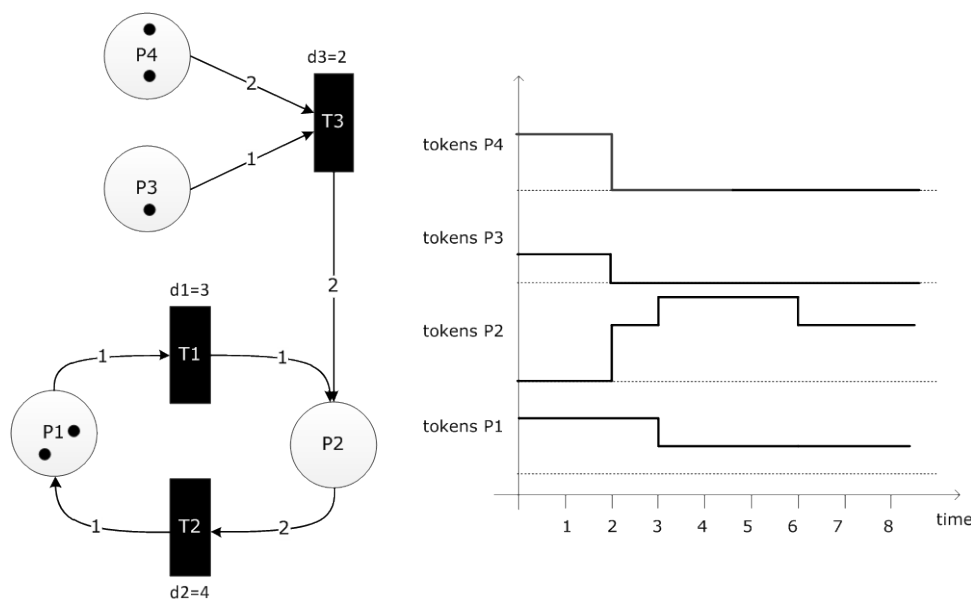 P4
d3=2
2
T3
1
P3
2
d1=3
1
T1
1
P1
P2
1
T2
2
d2=4
tokens P4
tokens P3
tokens P2
tokens P1
1 2 3 4 5 6 7 8
time